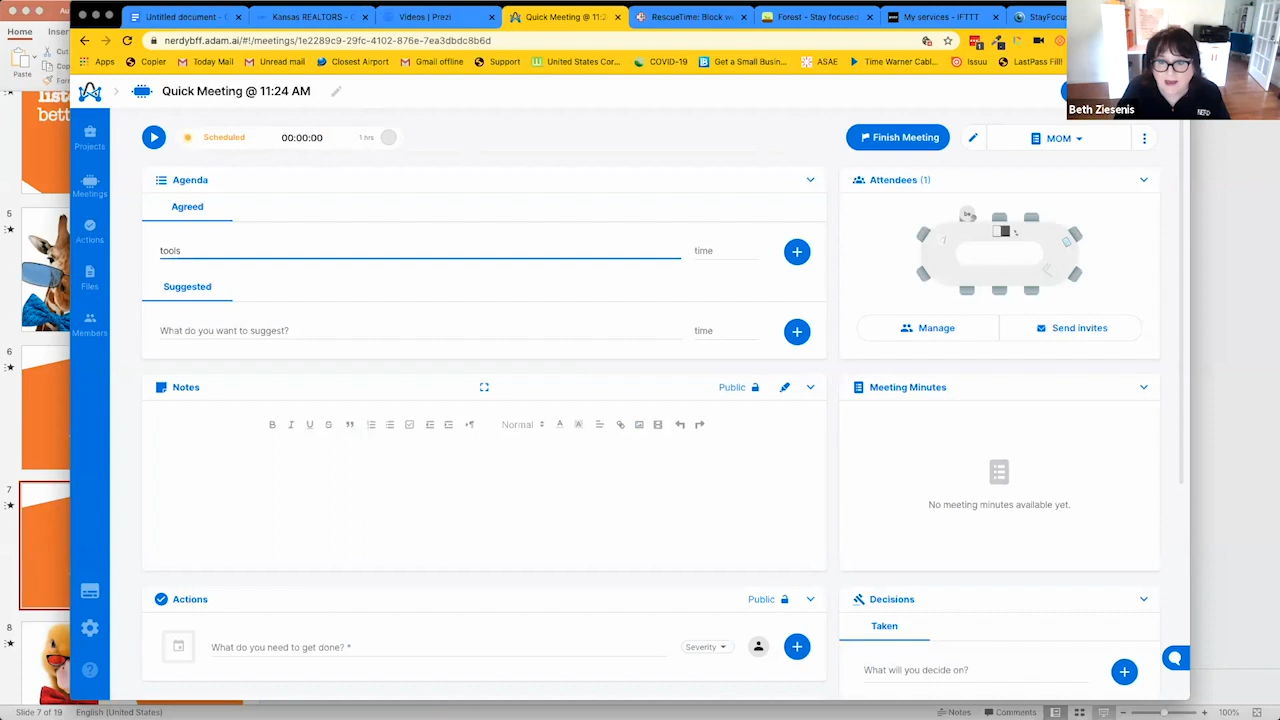 Home
Inser
Paste
Cut
Co
Fo
list
bett
5
6
7
8
Untitled document - G
Kansas REALTORS - G
Videos | Prezi
Quick Meeting @ 11:2
RescueTime: Block w
Forest - Stay focused
My services - IFTTT
StayFocus
nerdybff.adam.ai/#!/meetings/1e2289c9-29fc-4102-876e-7ea3dbdc8b6d
Apps
Copier
Today Mail
Unread mail
Closest Airport
Gmail offline
Support
United States Cor...
COVID-19
Get a Small Busin...
ASAE
Time Warner Cabl...
Issuu
LastPass Fill!
Beth Ziesenis
Quick Meeting @ 11:24 AM
Projects
Meetings
Actions
Files
Members
Scheduled
00:00:00
1 hrs
Finish Meeting
MOM
Agenda
Agreed
tools
time
Suggested
What do you want to suggest?
time
Attendees (1)
Manage
Send invites
Notes
Public
Normal
Meeting Minutes
No meeting minutes available yet.
Actions
Public
What do you need to get done? *
Severity
Decisions
Taken
What will you decide on?
Slide 7 of 19
English (United States)
Notes
Comments
100%